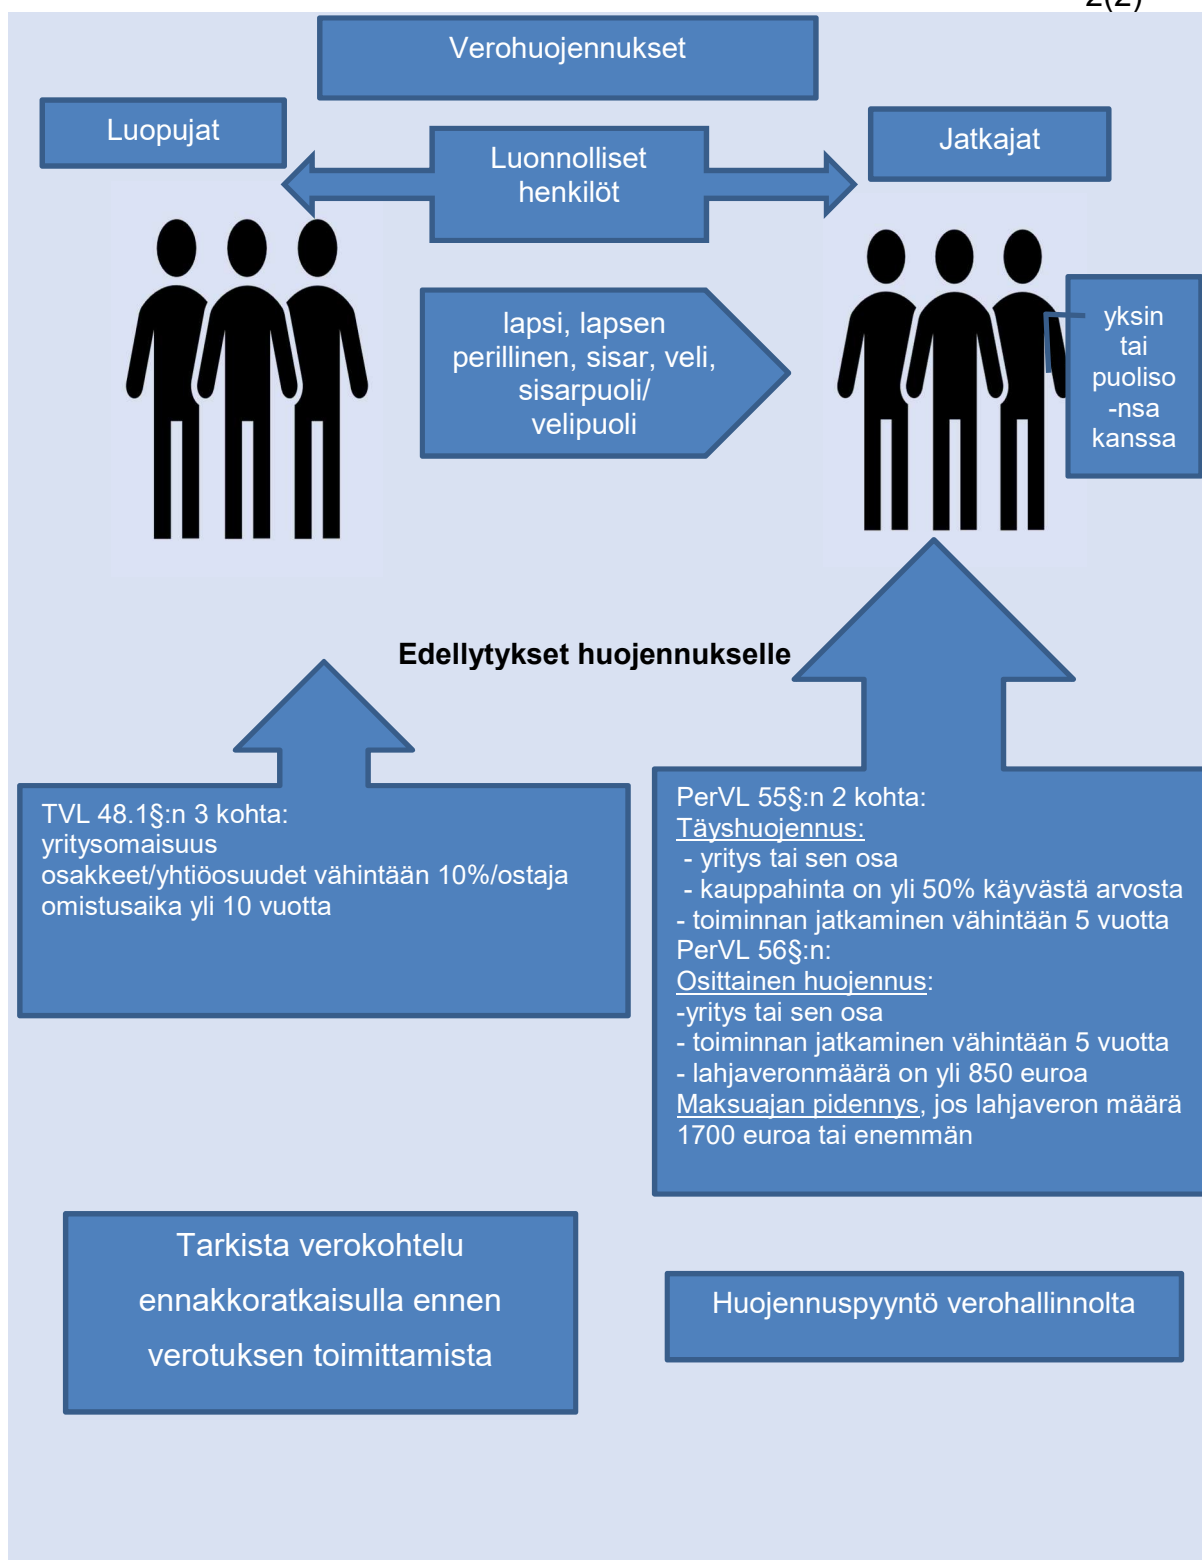 2(2)
Verohuojennukset
Luopujat
Luonnolliset
henkilöt
Jatkajat
lapsi, lapsen
perillinen, sisar, veli,
sisarpuoli/
velipuoli
yksin
tai
puoliso
-nsa
kanssa
Edellytykset huojennukselle
TVL 48.1§:n 3 kohta:
yritysomaisuus
osakkeet/yhtiöosuudet vähintään 10%/ostaja
omistusaika yli 10 vuotta
PerVL 55§:n 2 kohta:
Täyshuojennus:
- yritys tai sen osa
- kauppahinta on yli 50% käyvästä arvosta
- toiminnan jatkaminen vähintään 5 vuotta
PerVL 56§:n:
Osittainen huojennus:
-yritys tai sen osa
- toiminnan jatkaminen vähintään 5 vuotta
- lahjaveronmäärä on yli 850 euroa
Maksuajan pidennys, jos lahjaveron määrä
1700 euroa tai enemmän
Tarkista verokohtelu
ennakkoratkaisulla ennen
verotuksen toimittamista
Huojennuspyyntö verohallinnolta